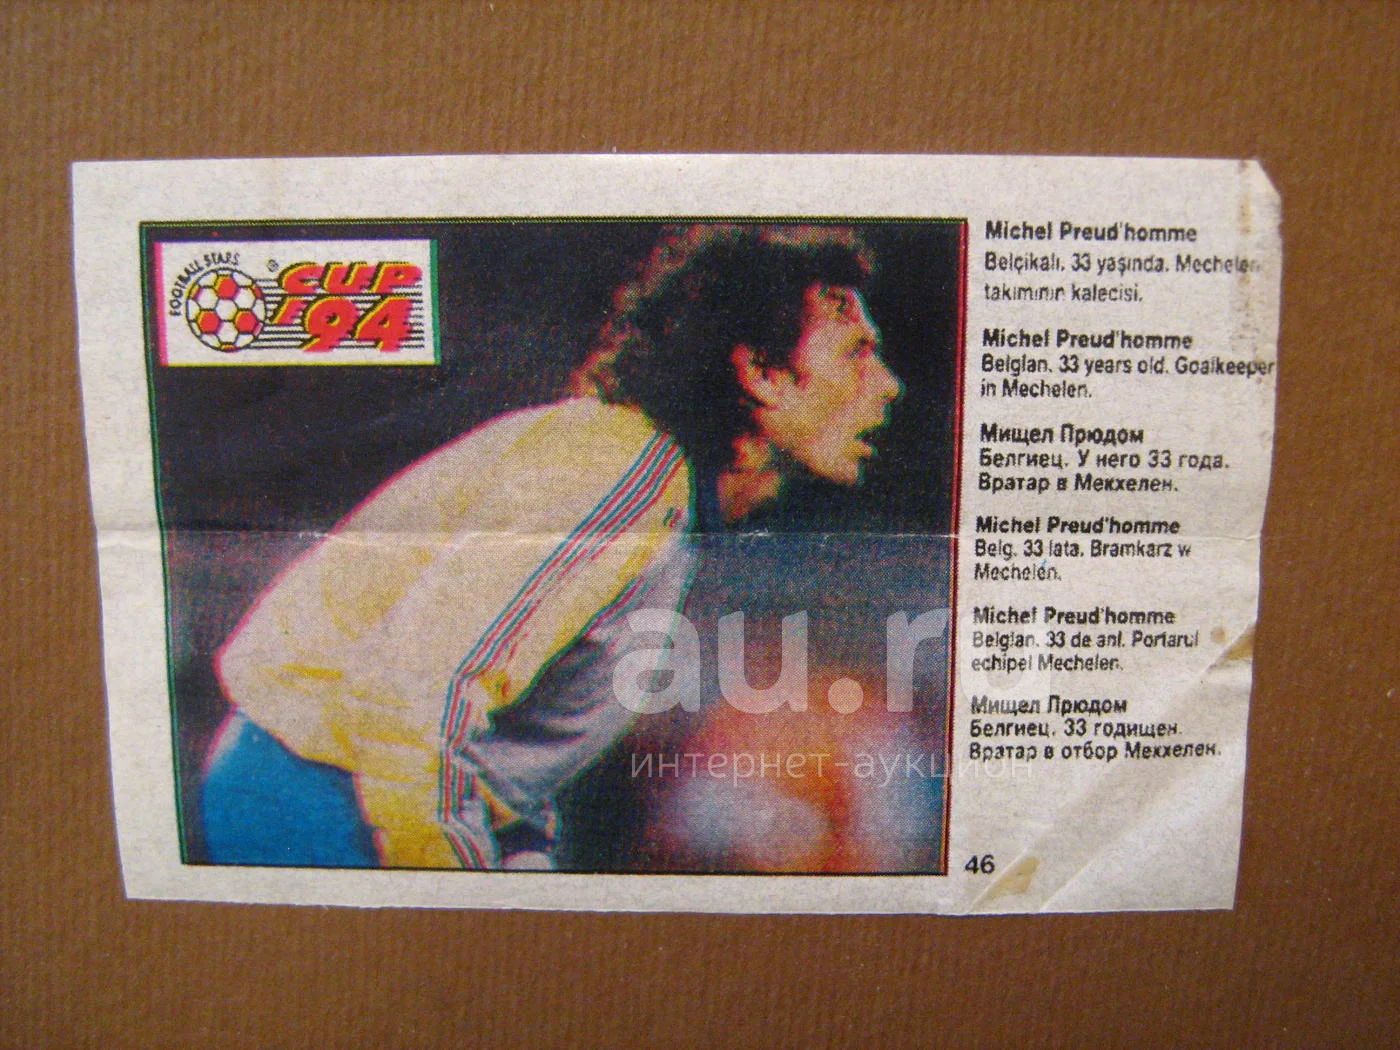 FOOTBALL STARS
®
CUP
'94
Michel Preud'homme
Belçikalı. 33 yaşında. Mechelen
takımının kalecisi.
Michel Preud'homme
Belgian. 33 years old. Goalkeeper
in Mechelen.
Мищел Прюдом
Белгиец. У него 33 года.
Вратар в Мекхелен.
Michel Preud'homme
Belg. 33 lata. Bramkarz w
Mechelen.
Michel Preud'homme
Belgian. 33 de ani. Portarul
echipei Mechelen.
Мищел Прюдом
Белгиец. 33 годищен.
Вратар в отбор Мекхелен.
46
au.ru
интернет-аукцион